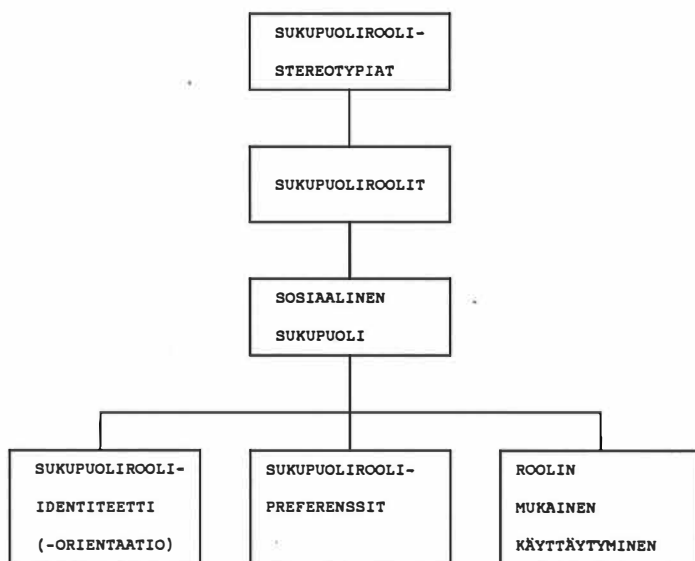 SUKUPUOLIROOLI-
STEREOTYPIAT
SUKUPUOLIROOLIT
SOSIAALINEN
SUKUPUOLI
SUKUPUOLIROOLI-
IDENTITEETTI
(-ORIENTAATIO)
SUKUPUOLIROOLI-
PREFERENSSIT
ROOLIN
MUKAINEN
KÄYTTÄYTYMINEN